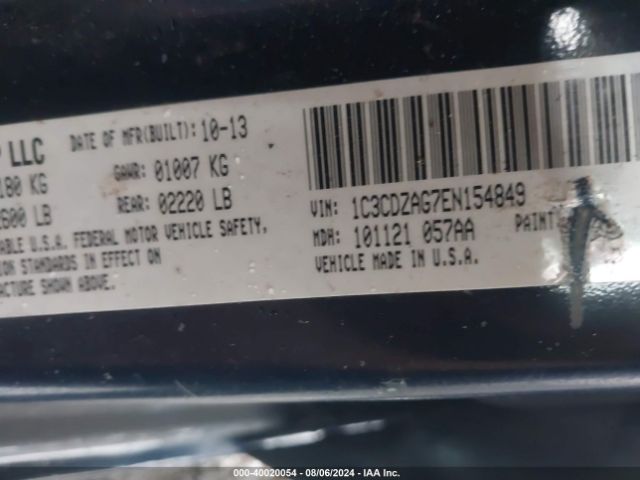 LLC
DATE OF MFR(BUILT): 10-13
180 KG
GAWR: 01007 KG
600 LB
REAR: 02220 LB
ABLE U.S.A. FEDERAL MOTOR VEHICLE SAFETY,
ION STANDARDS IN EFFECT ON
ACTURE SHOWN ABOVE.
VIN: 1C3CDZAG7EN154849
MDH: 101121 057AA PAINT
VEHICLE MADE IN U.S.A.
000-40020054 - 08/06/2024 - IAA Inc.